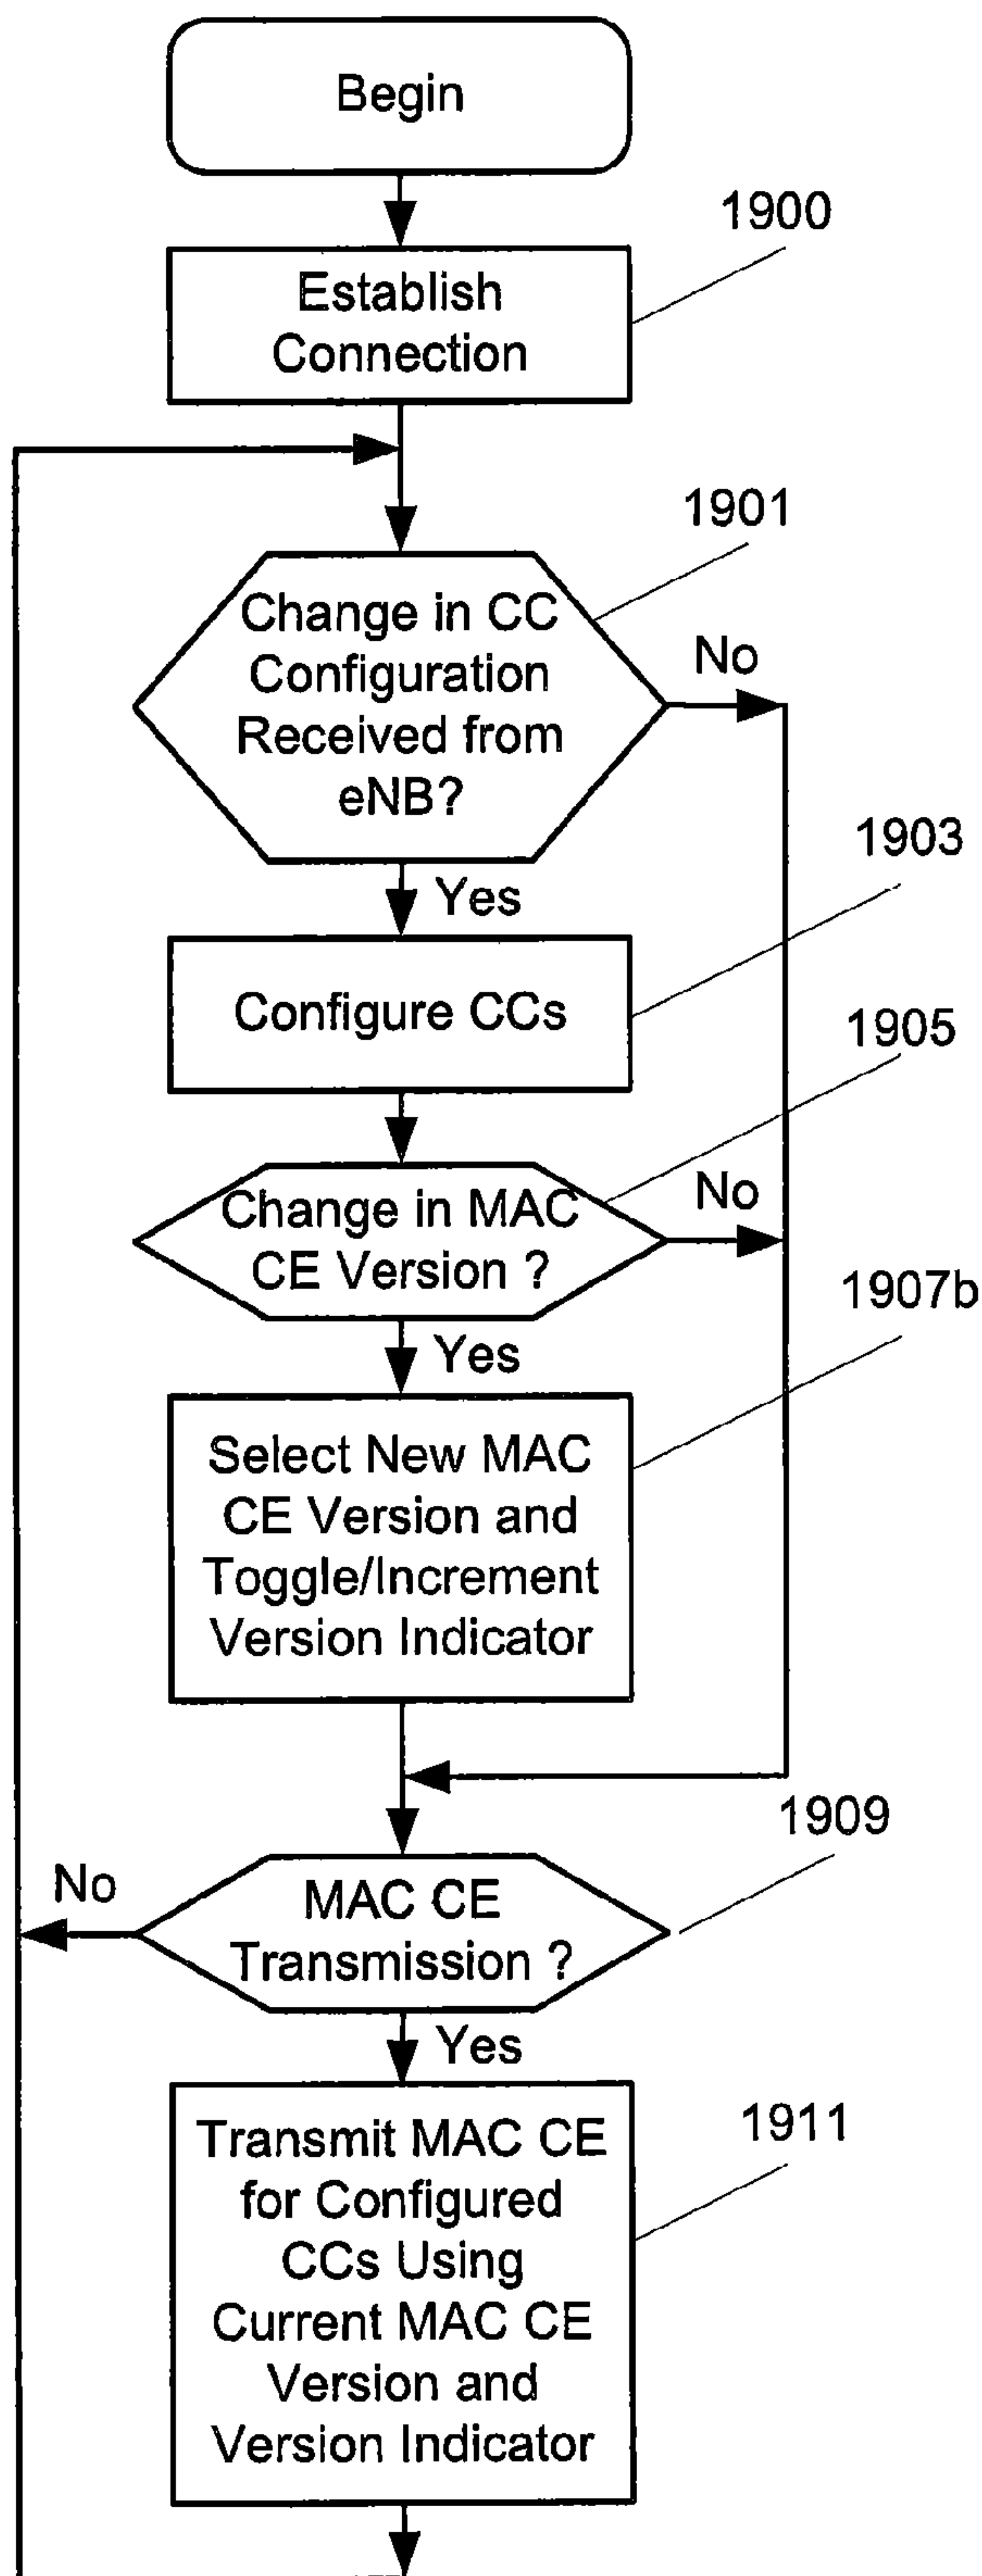 Begin
1900
Establish
Connection
1901
Change in CC
Configuration
Received from
eNB?
No
1903
Yes
Configure CCs
1905
Change in MAC
CE Version ?
No
1907b
Yes
Select New MAC
CE Version and
Toggle/Increment
Version Indicator
1909
No
MAC CE
Transmission ?
Yes
1911
Transmit MAC CE
for Configured
CCs Using
Current MAC CE
Version and
Version Indicator